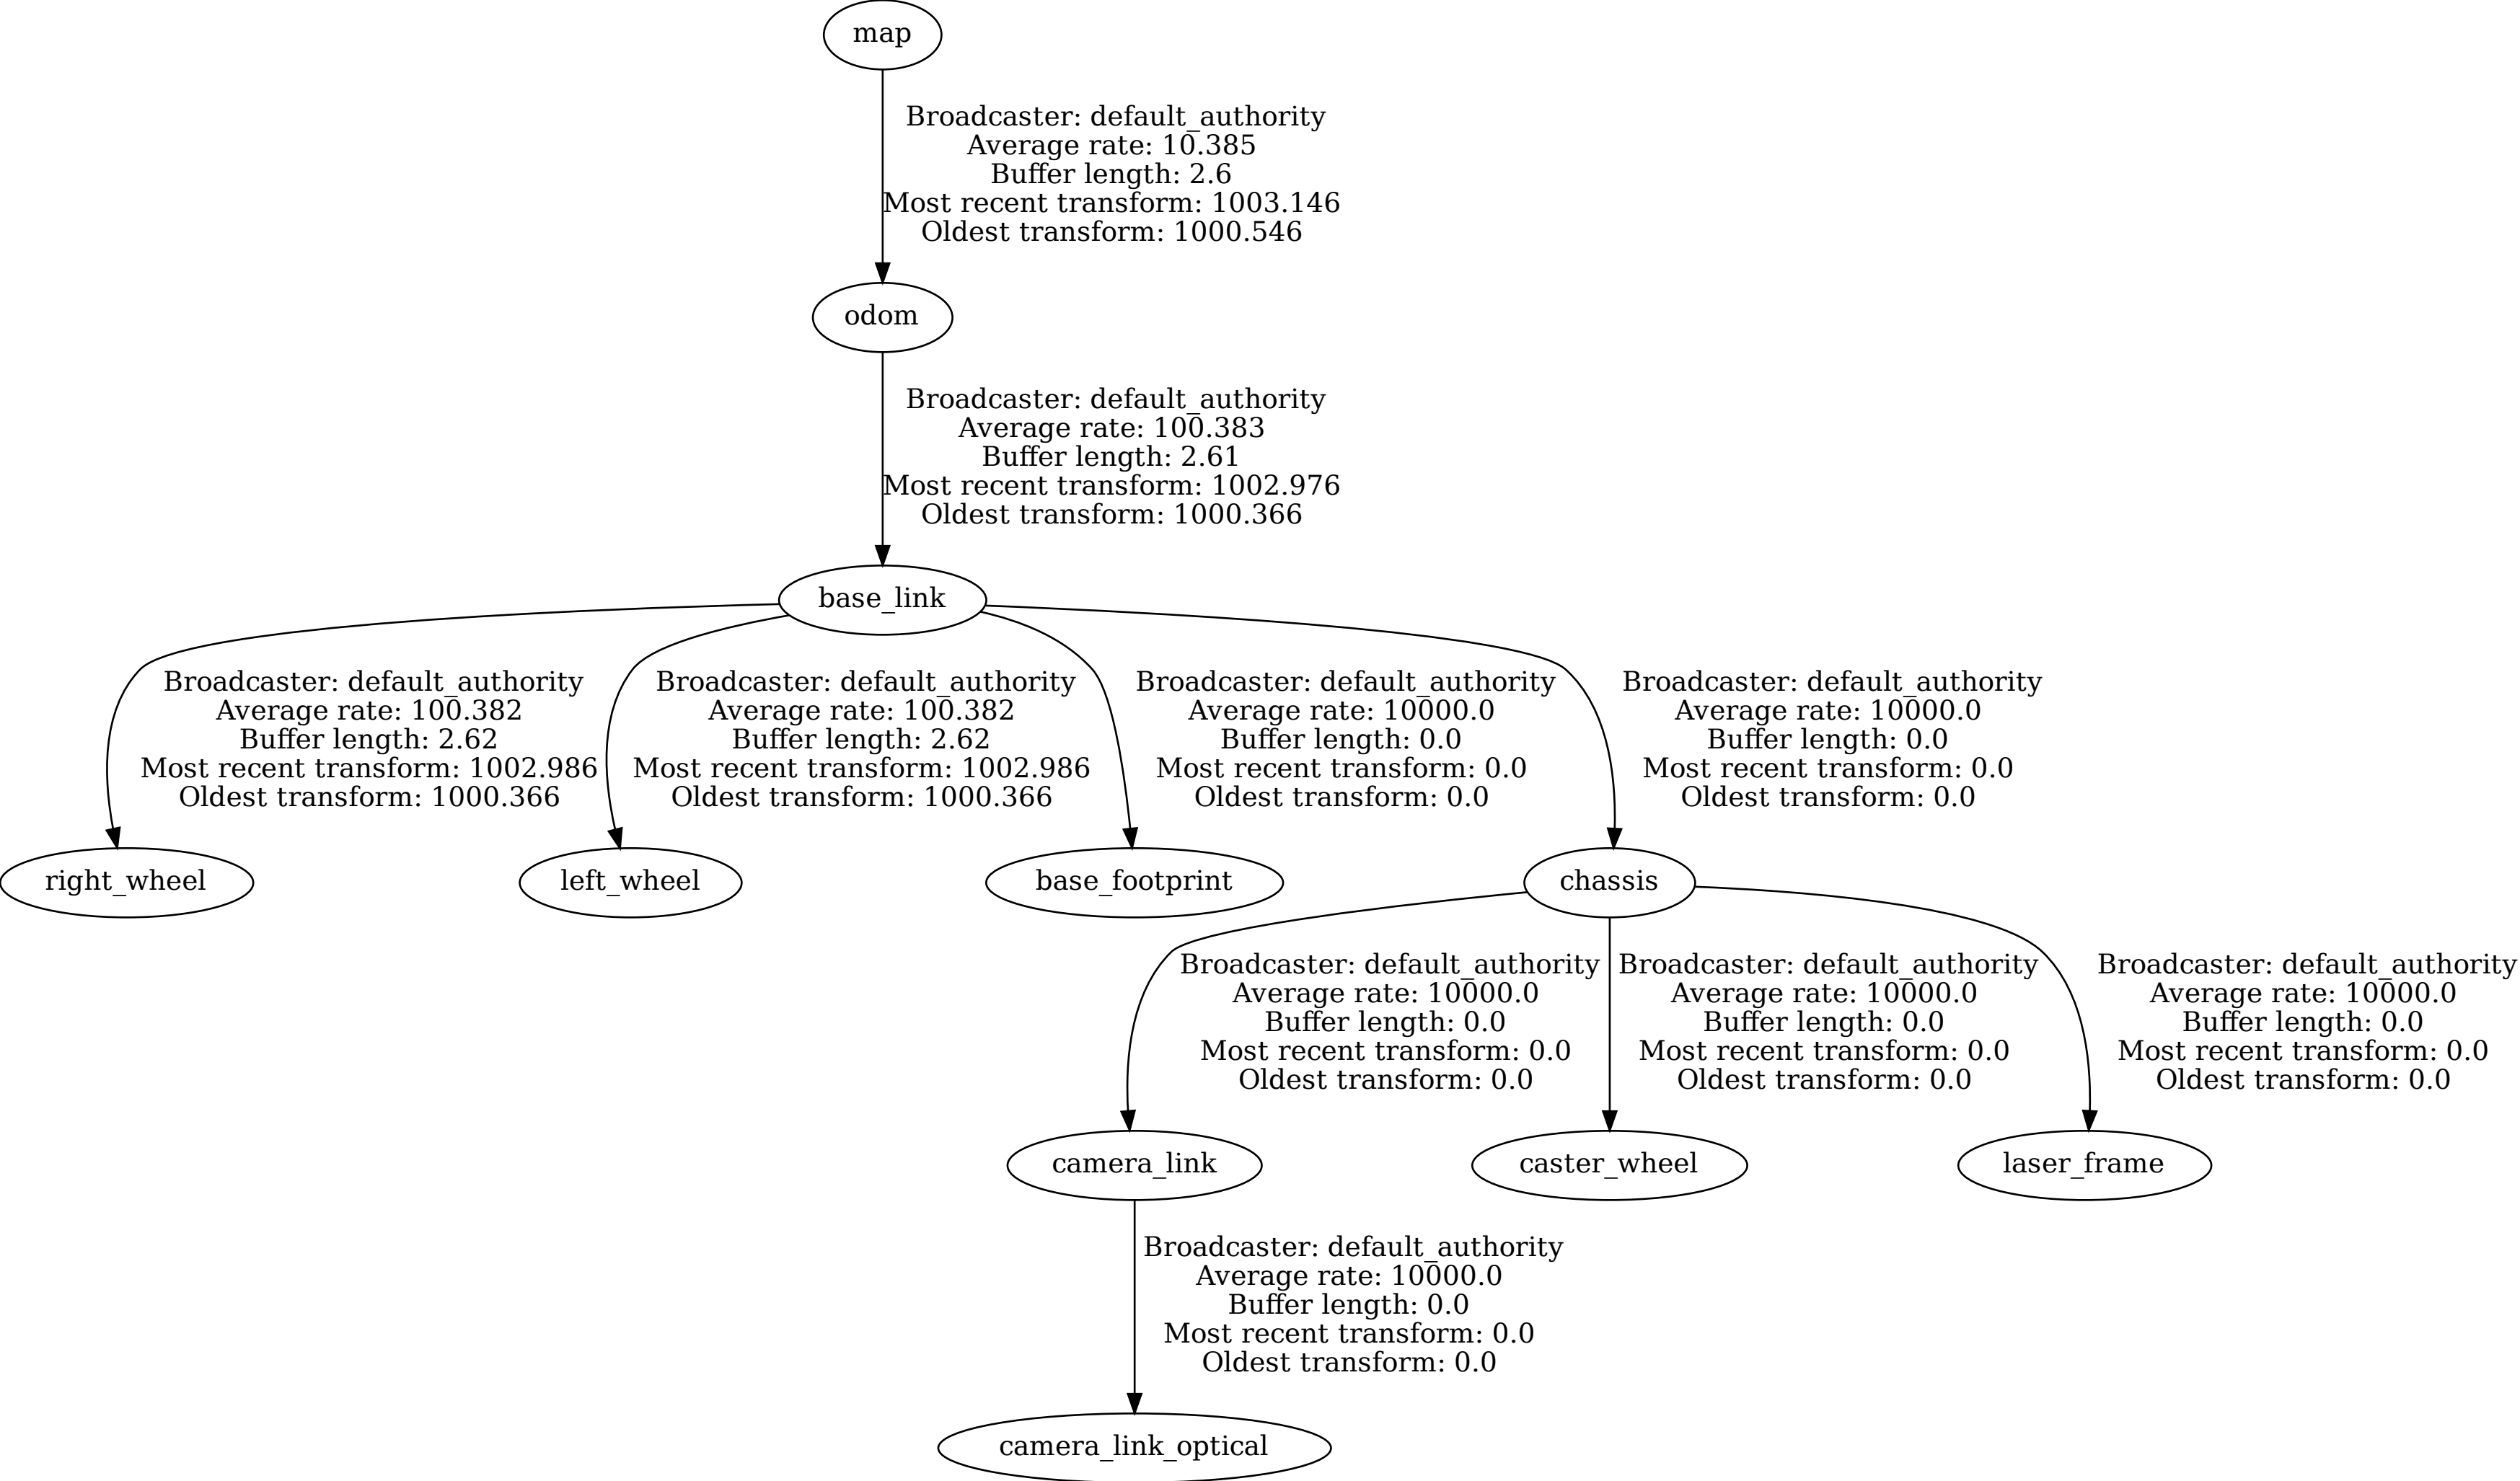 map
Broadcaster: default_authority
Average rate: 10.385
Buffer length: 2.6
Most recent transform: 1003.146
Oldest transform: 1000.546
odom
Broadcaster: default_authority
Average rate: 100.383
Buffer length: 2.61
Most recent transform: 1002.976
Oldest transform: 1000.366
base_link
Broadcaster: default_authority
Average rate: 100.382
Buffer length: 2.62
Most recent transform: 1002.986
Oldest transform: 1000.366
Broadcaster: default_authority
Average rate: 100.382
Buffer length: 2.62
Most recent transform: 1002.986
Oldest transform: 1000.366
Broadcaster: default_authority
Average rate: 10000.0
Buffer length: 0.0
Most recent transform: 0.0
Oldest transform: 0.0
Broadcaster: default_authority
Average rate: 10000.0
Buffer length: 0.0
Most recent transform: 0.0
Oldest transform: 0.0
right_wheel
left_wheel
base_footprint
chassis
Broadcaster: default_authority
Average rate: 10000.0
Buffer length: 0.0
Most recent transform: 0.0
Oldest transform: 0.0
Broadcaster: default_authority
Average rate: 10000.0
Buffer length: 0.0
Most recent transform: 0.0
Oldest transform: 0.0
Broadcaster: default_authority
Average rate: 10000.0
Buffer length: 0.0
Most recent transform: 0.0
Oldest transform: 0.0
camera_link
caster_wheel
laser_frame
Broadcaster: default_authority
Average rate: 10000.0
Buffer length: 0.0
Most recent transform: 0.0
Oldest transform: 0.0
camera_link_optical